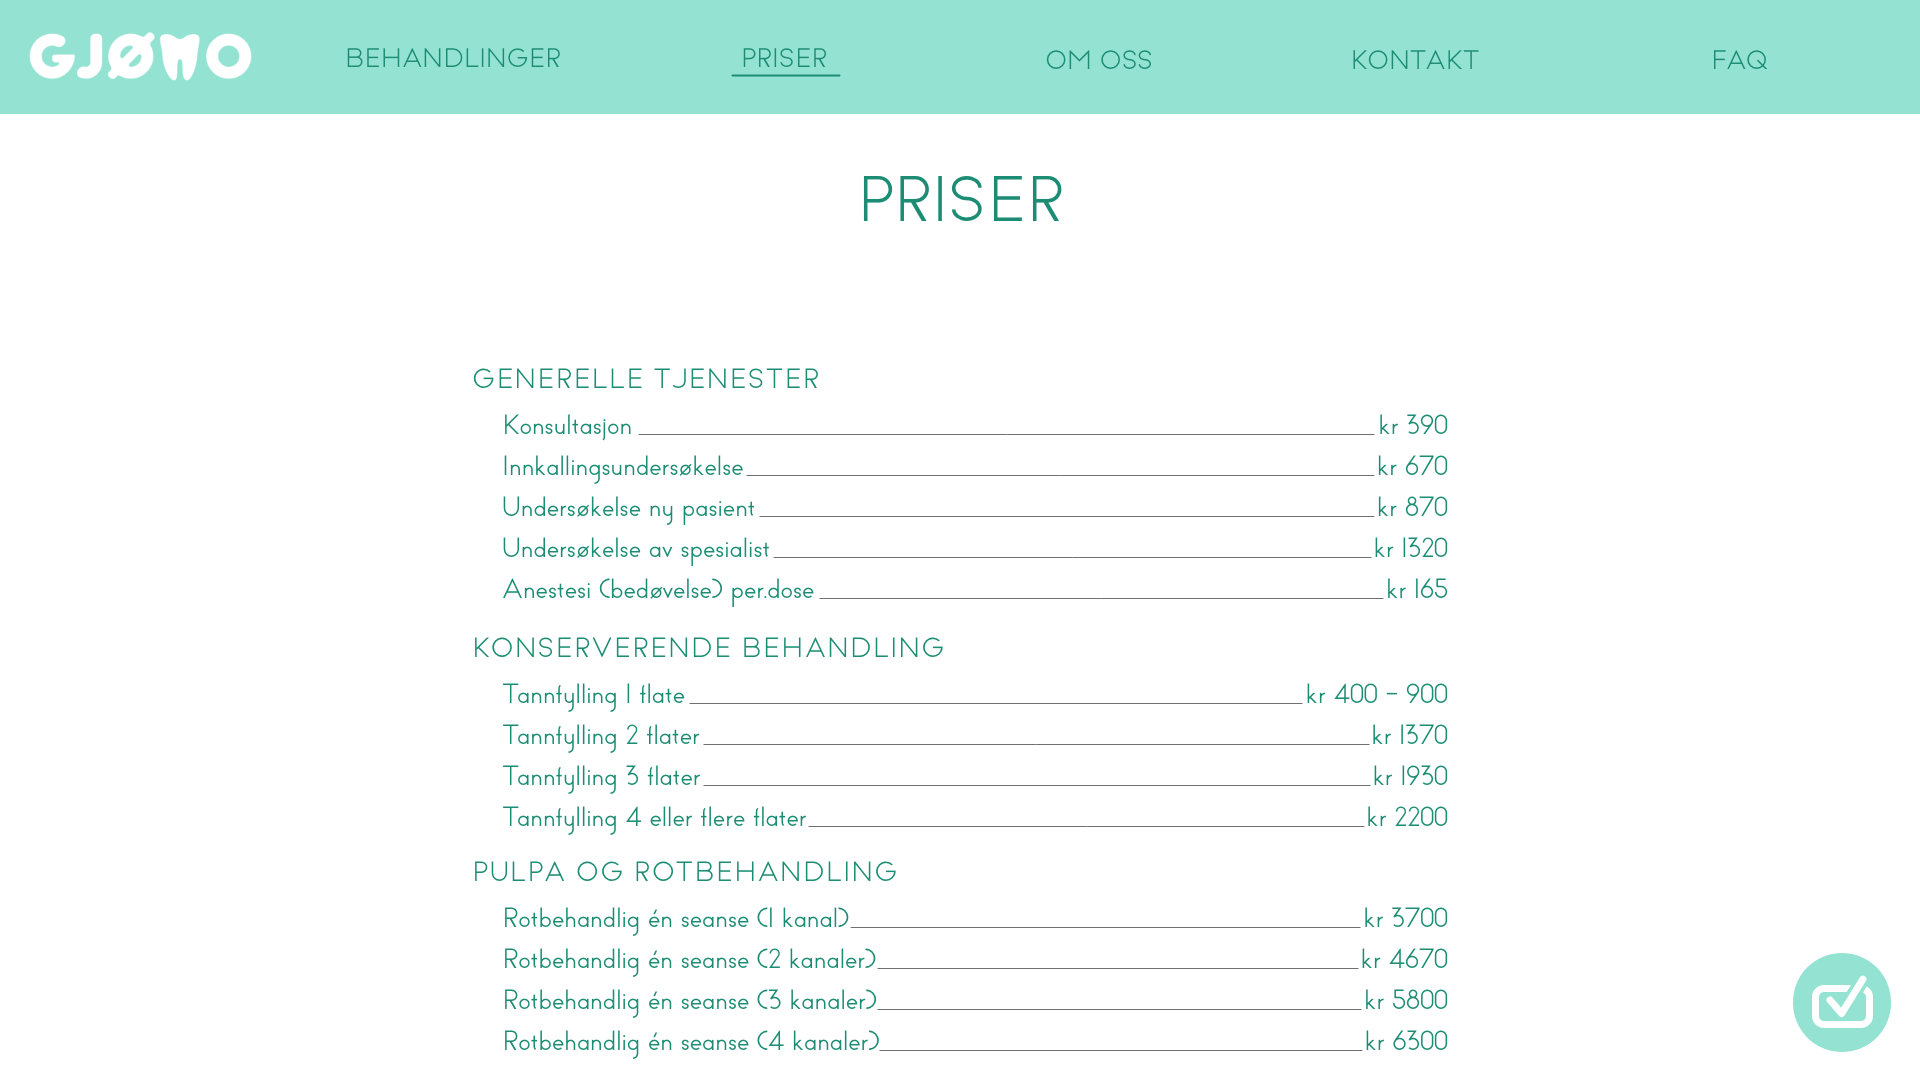 GJØNO
BEHANDLINGER
PRISER
OM OSS
KONTAKT
FAQ
PRISER
GENERELLE TJENESTER
Konsultasjon kr 390
Innkallingsundersøkelse kr 670
Undersøkelse ny pasient kr 870
Undersøkelse av spesialist kr 1320
Anestesi (bedøvelse) per.dose kr 165
KONSERVERENDE BEHANDLING
Tannfylling 1 flate kr 400 - 900
Tannfylling 2 flater kr 1370
Tannfylling 3 flater kr 1930
Tannfylling 4 eller flere flater kr 2200
PULPA OG ROTBEHANDLING
Rotbehandlig én seanse (1 kanal) kr 3700
Rotbehandlig én seanse (2 kanaler) kr 4670
Rotbehandlig én seanse (3 kanaler) kr 5800
Rotbehandlig én seanse (4 kanaler) kr 6300